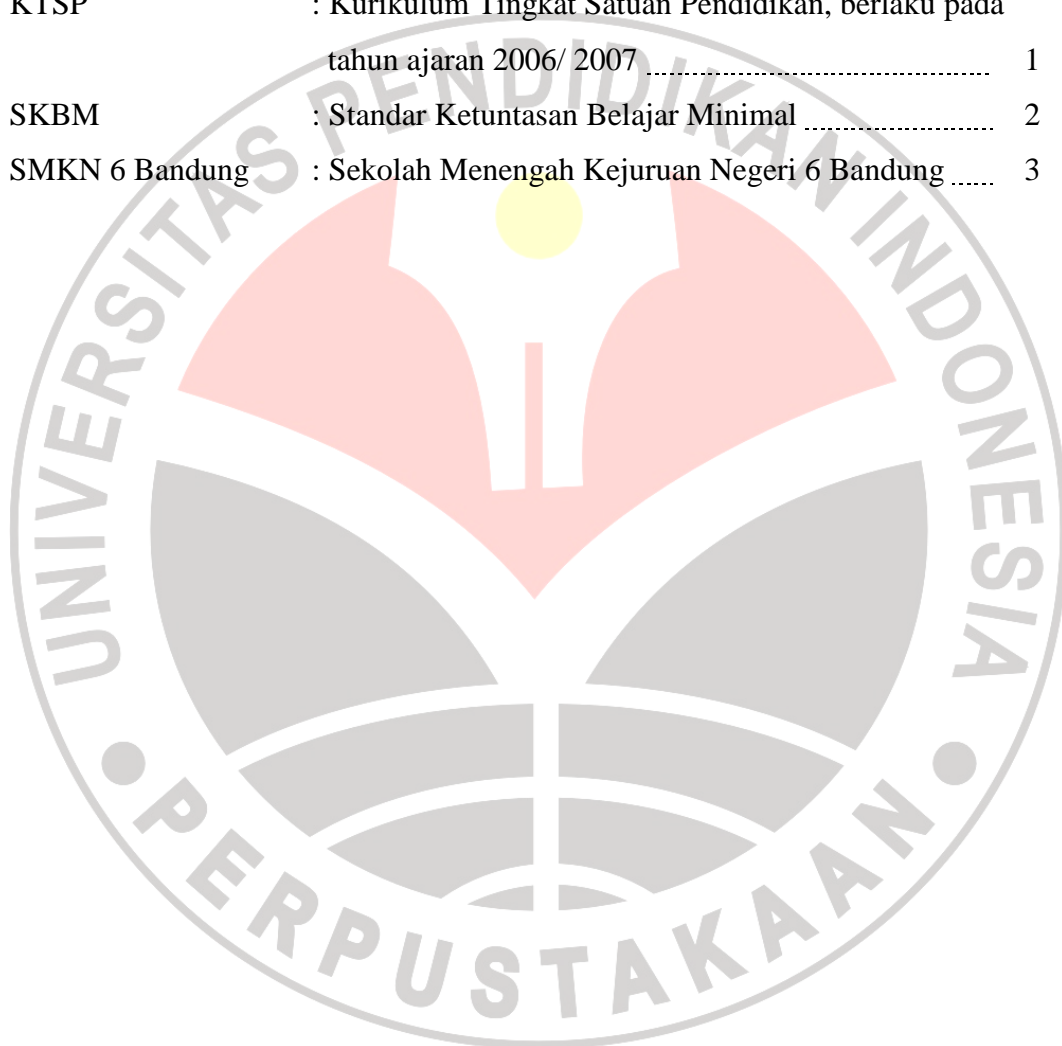 KTSP : Kurikulum Tingkat Satuan Pendidikan, berlaku pada
tahun ajaran 2006/ 2007 ........................................ 1
SKBM : Standar Ketuntasan Belajar Minimal ...................... 2
SMKN 6 Bandung : Sekolah Menengah Kejuruan Negeri 6 Bandung ..... 3
UNIVERSITAS PENDIDIKAN INDONESIA
PERPUSTAKAAN